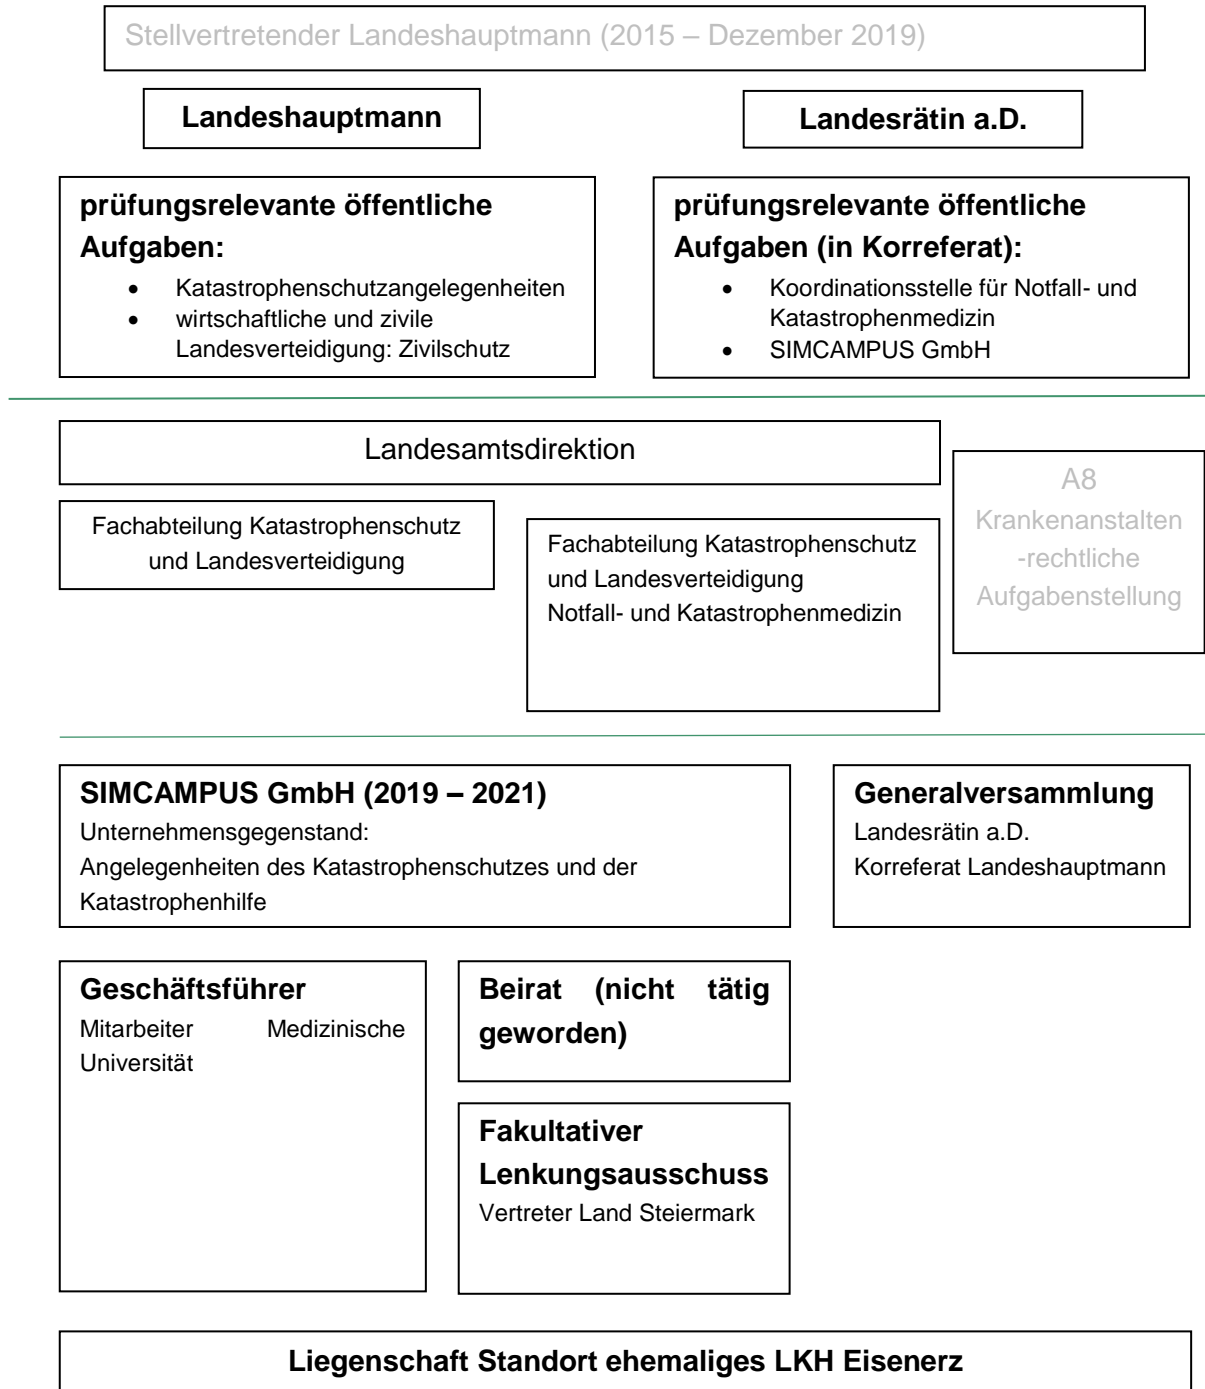 Stellvertretender Landeshauptmann (2015 – Dezember 2019)
Landeshauptmann
Landesrätin a.D.
prüfungsrelevante öffentliche
Aufgaben:
• Katastrophenschutzangelegenheiten
• wirtschaftliche und zivile
Landesverteidigung: Zivilschutz
prüfungsrelevante öffentliche
Aufgaben (in Korreferat):
• Koordinationsstelle für Notfall- und
Katastrophenmedizin
• SIMCAMPUS GmbH
Landesamtsdirektion
Fachabteilung Katastrophenschutz
und Landesverteidigung
Fachabteilung Katastrophenschutz
und Landesverteidigung
Notfall- und Katastrophenmedizin
A8
Krankenanstalten
-rechtliche
Aufgabenstellung
SIMCAMPUS GmbH (2019 – 2021)
Unternehmensgegenstand:
Angelegenheiten des Katastrophenschutzes und der
Katastrophenhilfe
Generalversammlung
Landesrätin a.D.
Korreferat Landeshauptmann
Geschäftsführer
Mitarbeiter Medizinische
Universität
Beirat (nicht tätig
geworden)
Fakultativer
Lenkungsausschuss
Vertreter Land Steiermark
Liegenschaft Standort ehemaliges LKH Eisenerz